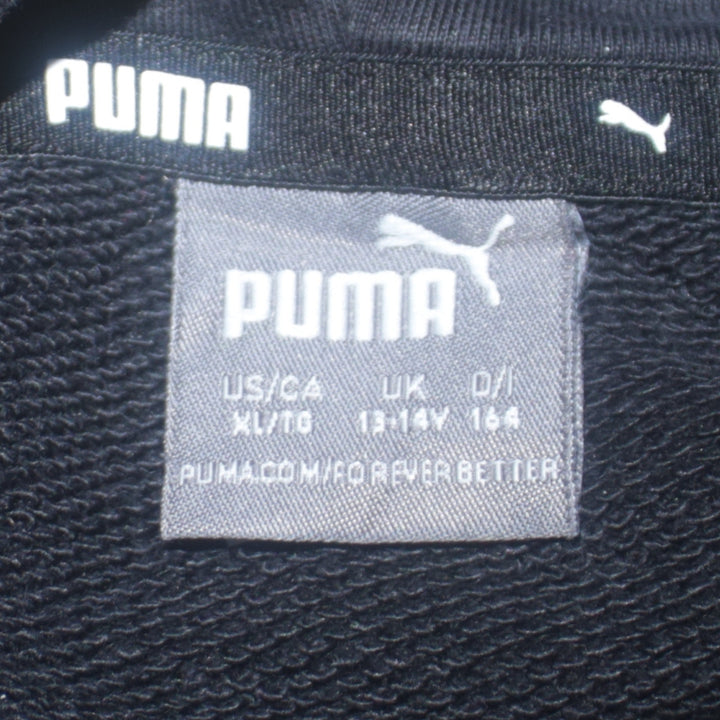 PUMA
PUMA
US/CA UK D/I
XL/TG 13-14Y 164
PUMA.COM/FOREVERBETTER